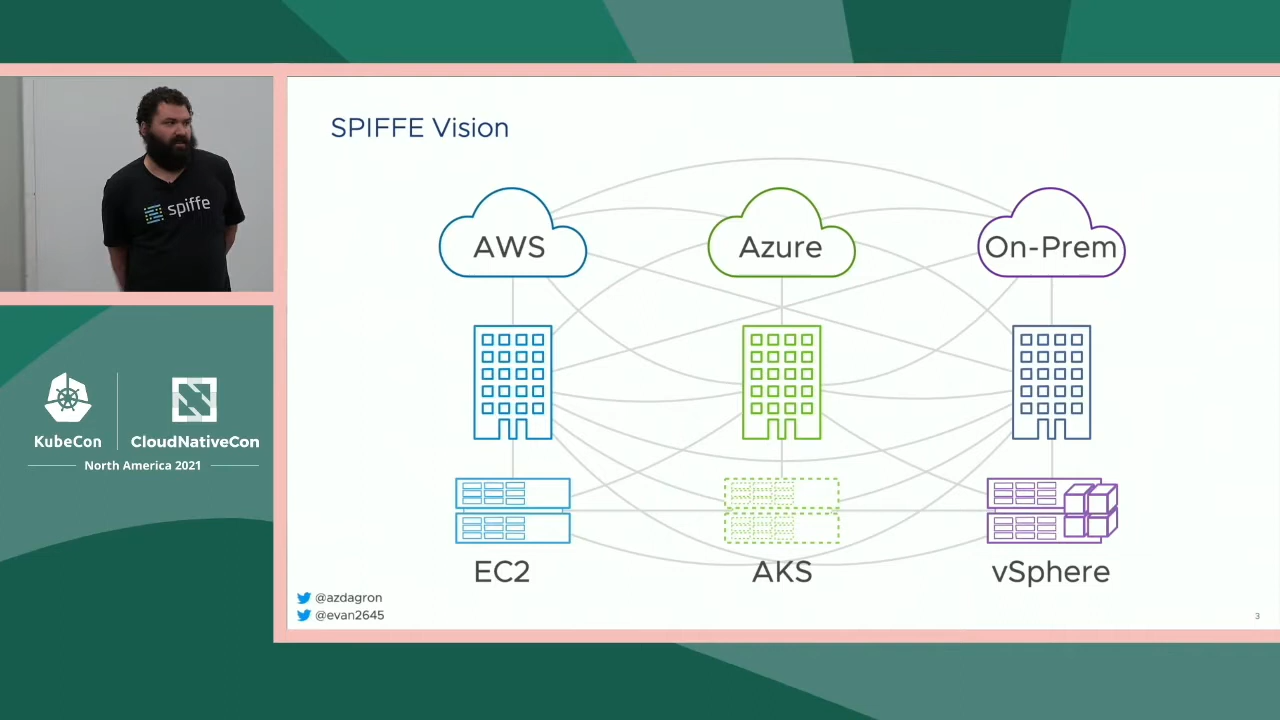 SPIFFE Vision
AWS
Azure
On-Prem
EC2
AKS
vSphere
@azdagron
@evan2645
3
spiffe
KubeCon
CloudNativeCon
North America 2021